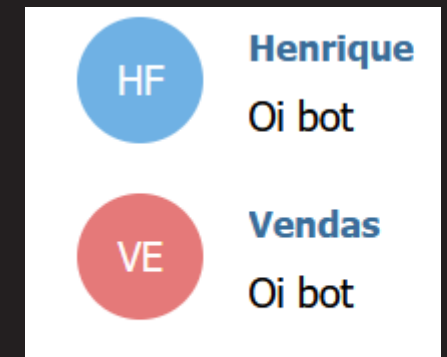 HF
Henrique
Oi bot
VE
Vendas
Oi bot